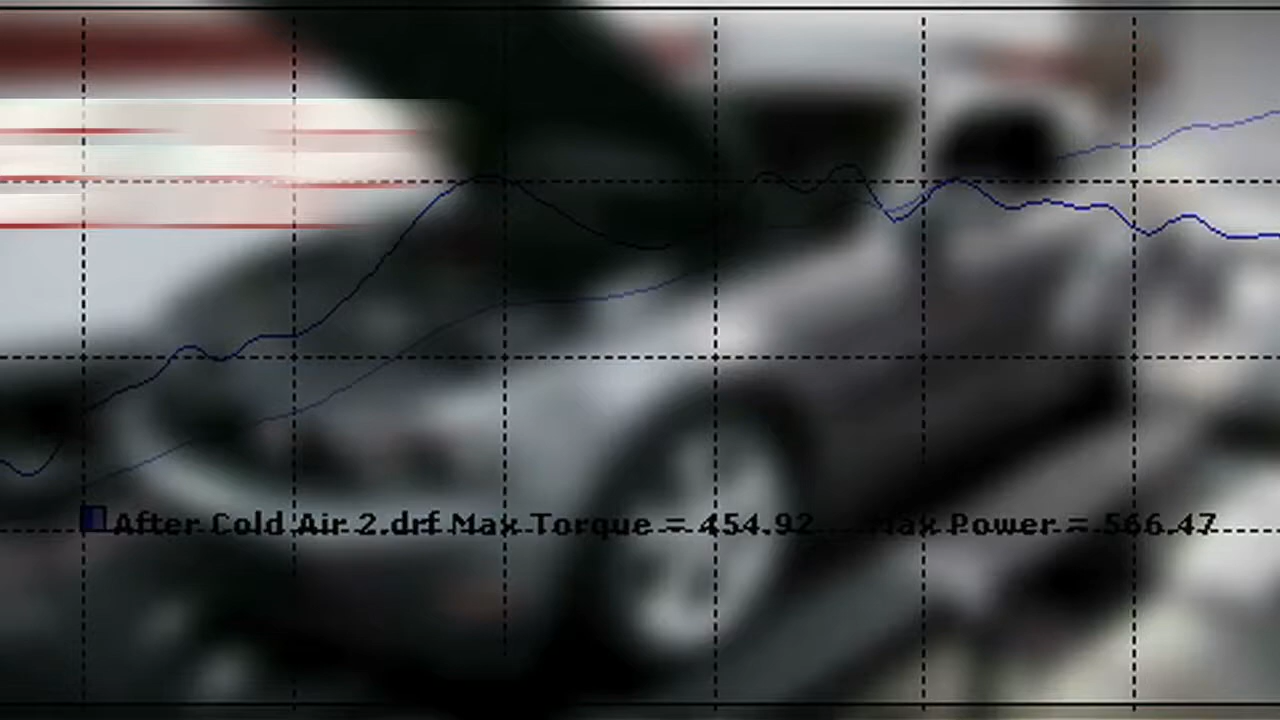 After Cold Air 2.drf Max Torque = 454.92 Max Power = 566.47